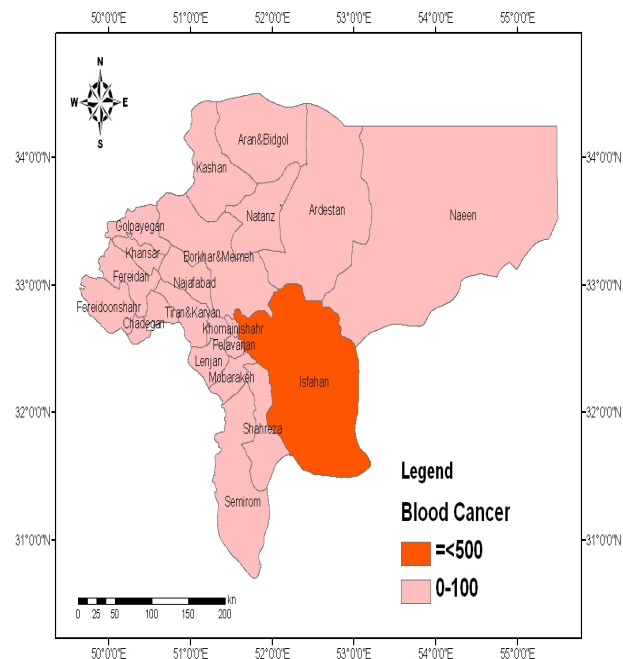 50°0'0"E 51°0'0"E 52°0'0"E 53°0'0"E 54°0'0"E 55°0'0"E
N
W E
S
34°0'0"N 34°0'0"N
33°0'0"N 33°0'0"N
32°0'0"N 32°0'0"N
31°0'0"N 31°0'0"N
Aran&Bidgol
Kashan
Ardestan
Natanz
Naeen
Golpayegan
Khansar
Borkhar&Meimeh
Fereidan
Najafabad
Fereidoonshahr
Tiran&Karvan
Chadegan
Khomainishahr
Felavarjan
Lenjan
Mobarakeh
Isfahan
Shahreza
Semirom
Legend
Blood Cancer
=<500
0-100
km
0 25 50 100 150 200
50°0'0"E 51°0'0"E 52°0'0"E 53°0'0"E 54°0'0"E 55°0'0"E